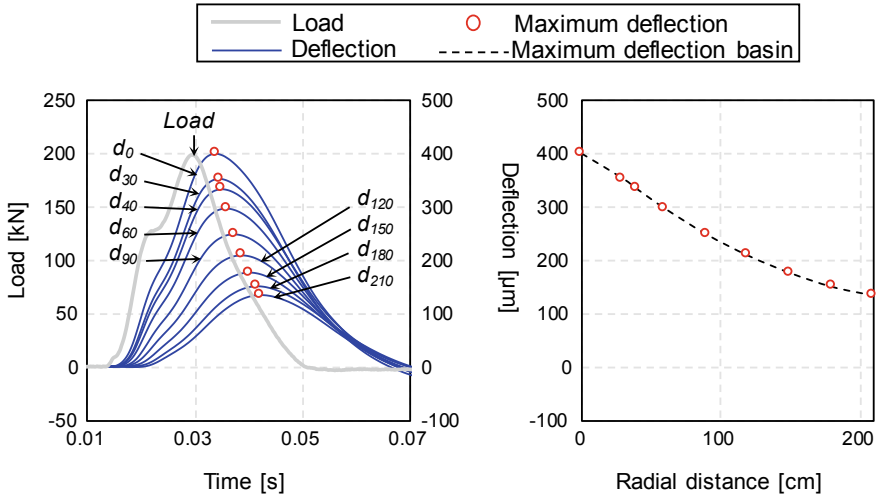 Load Maximum deflection
Deflection Maximum deflection basin
250 500 500
Load
d0
200 400 400
d30
d40 d120
150 300 300
d60 d150
d90 d180
100 200 200
d210
50 100 100
0 0 0
-50 -100 -100
0.01 0.03 0.05 0.07 0 100 200
Load [kN]
Deflection [µm]
Time [s] Radial distance [cm]